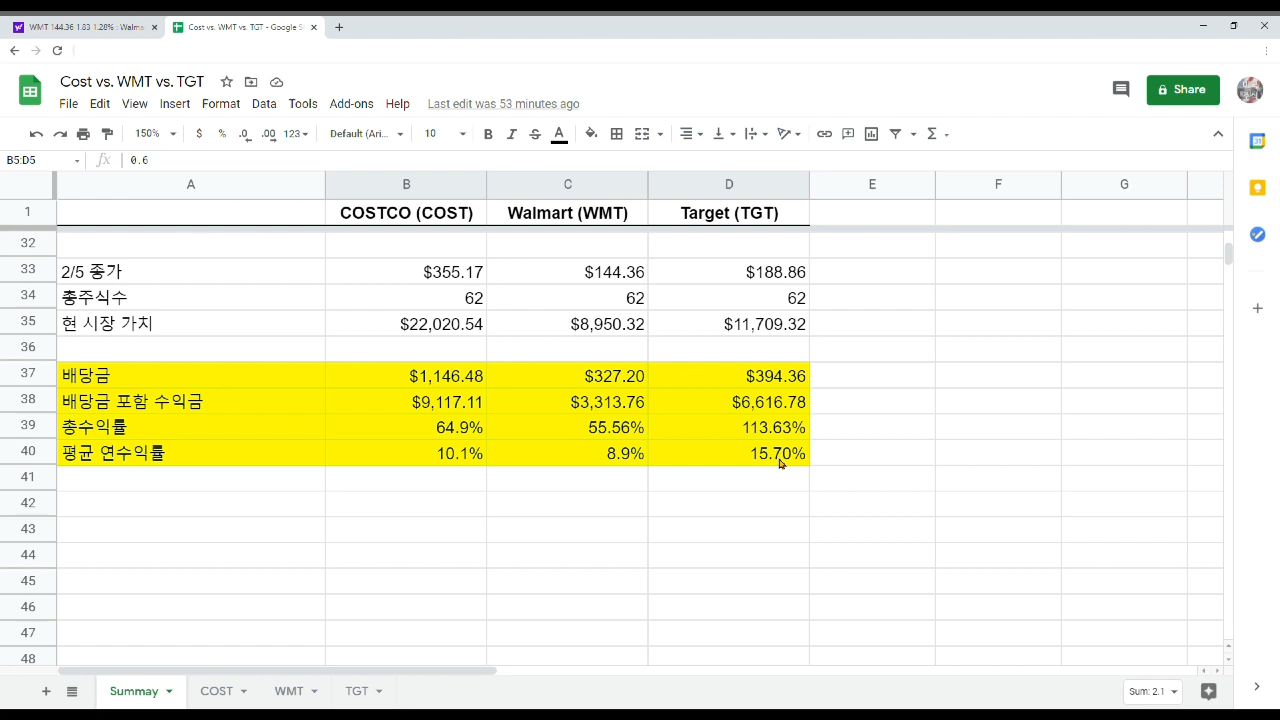 WMT 144.36 1.83 1.28% : Walma
Cost vs. WMT vs. TGT - Google S
Cost vs. WMT vs. TGT
File Edit View Insert Format Data Tools Add-ons Help Last edit was 53 minutes ago
Share
150% $ % .0 .00 123 Default (Ari... 10 B I S A
B5:D5 fx 0.6
A B C D E F G
1 COSTCO (COST) Walmart (WMT) Target (TGT)
32
33 2/5 종가 $355.17 $144.36 $188.86
34 총주식수 62 62 62
35 현 시장 가치 $22,020.54 $8,950.32 $11,709.32
36
37 배당금 $1,146.48 $327.20 $394.36
38 배당금 포함 수익금 $9,117.11 $3,313.76 $6,616.78
39 총수익률 64.9% 55.56% 113.63%
40 평균 연수익률 10.1% 8.9% 15.70%
41
42
43
44
45
46
47
48
Summay COST WMT TGT Sum: 2.1